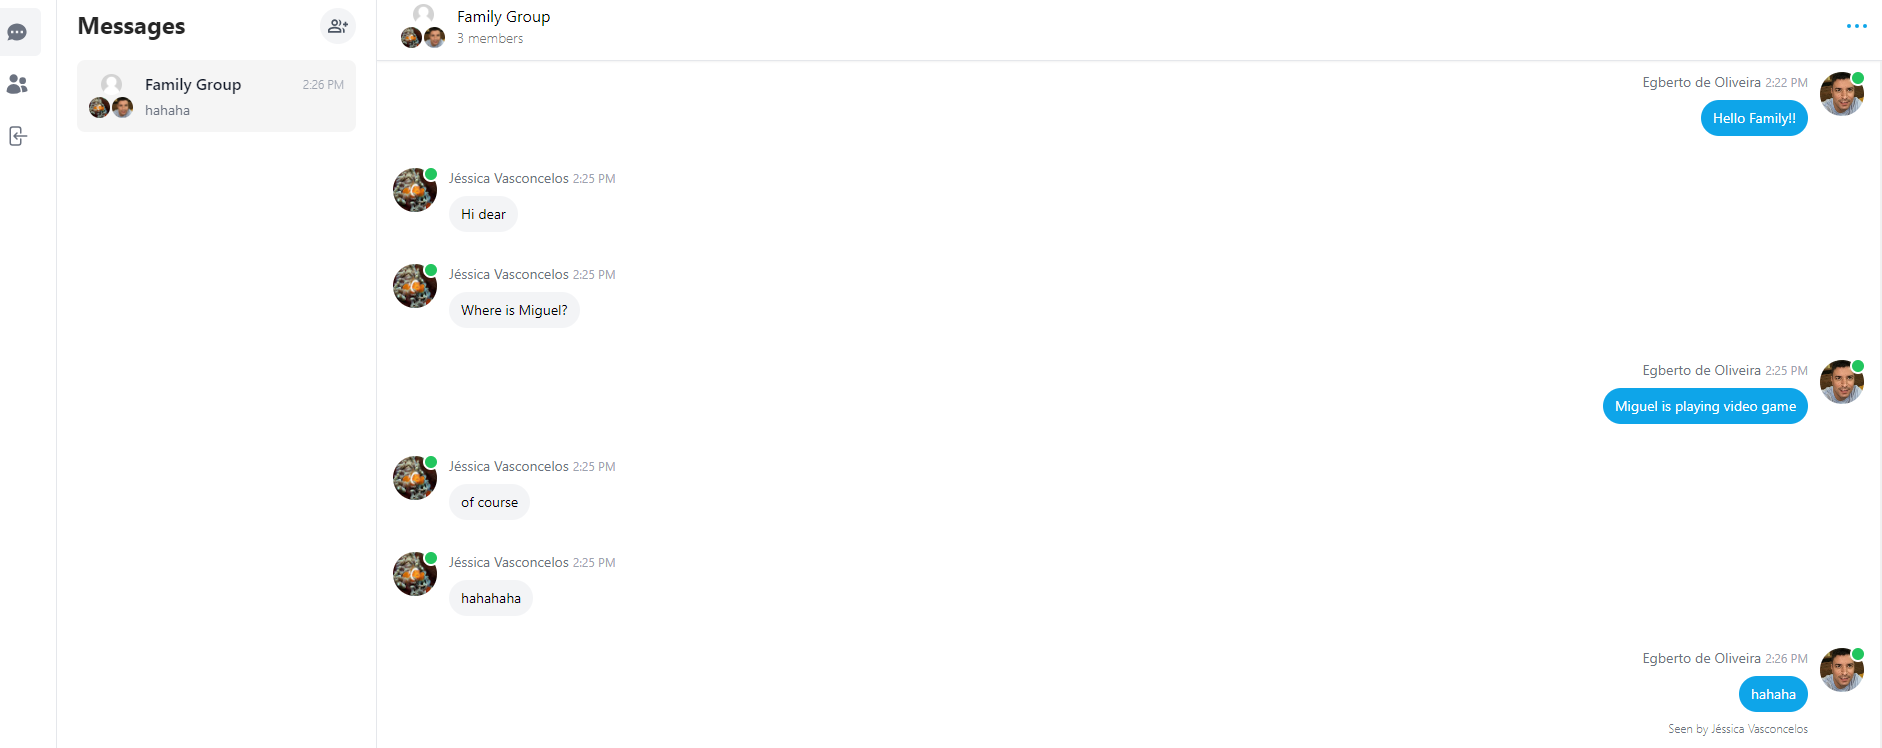 Messages
Family Group 2:26 PM
hahaha
Family Group
3 members
Egberto de Oliveira 2:22 PM
Hello Family!!
Jéssica Vasconcelos 2:25 PM
Hi dear
Jéssica Vasconcelos 2:25 PM
Where is Miguel?
Egberto de Oliveira 2:25 PM
Miguel is playing video game
Jéssica Vasconcelos 2:25 PM
of course
Jéssica Vasconcelos 2:25 PM
hahahaha
Egberto de Oliveira 2:26 PM
hahaha
Seen by Jéssica Vasconcelos